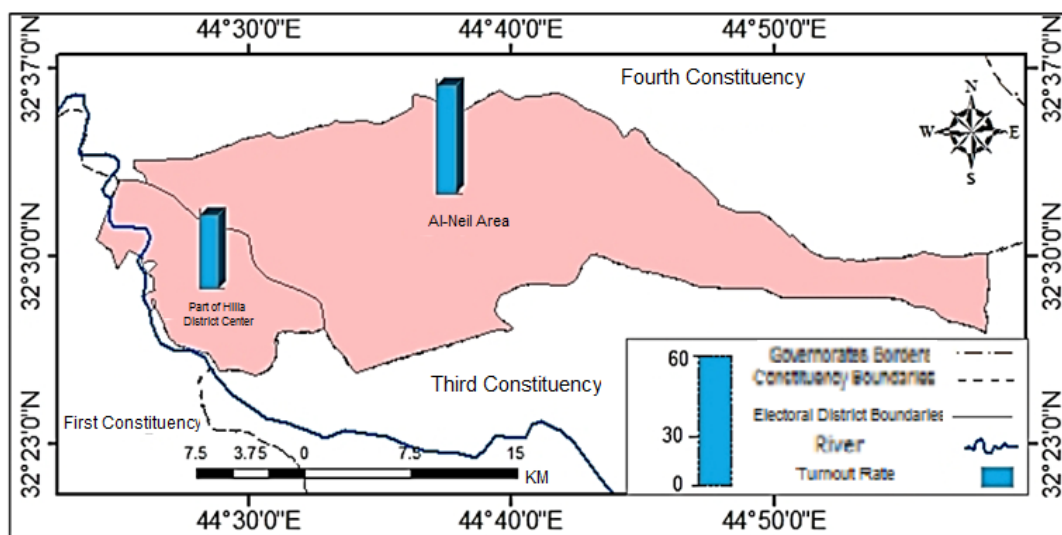 44°30'0"E 44°40'0"E 44°50'0"E
32°37'0"N 32°37'0"N
Fourth Constituency
N
W E
S
Al-Neil Area
32°30'0"N 32°30'0"N
Part of Hilla
District Center
Third Constituency
First Constituency
32°23'0"N 32°23'0"N
7.5 3.75 0 7.5 15
KM
60
30
0
Governorates Borders
Constituency Boundaries
Electoral District Boundaries
River
Turnout Rate
44°30'0"E 44°40'0"E 44°50'0"E